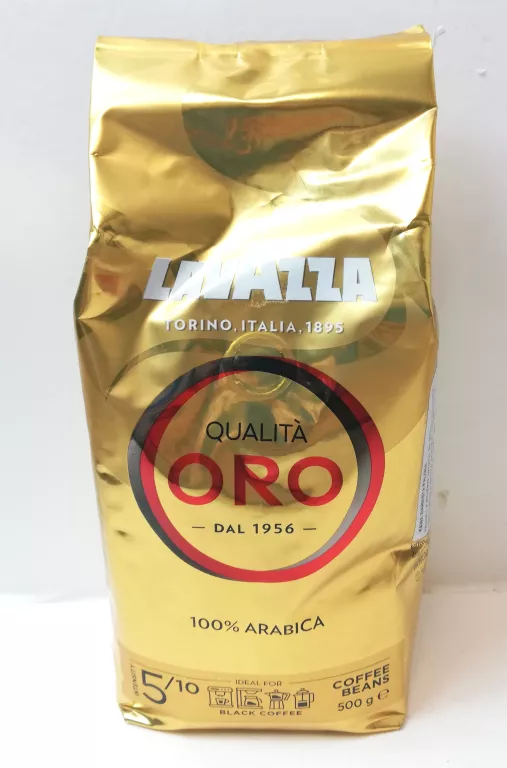 LAVAZZA
TORINO, ITALIA, 1895
QUALITÀ
ORO
— DAL 1956 —
100% ARABICA
INTENSITY
5/10
IDEAL FOR
BLACK COFFEE
COFFEE
BEANS
500 g ℮